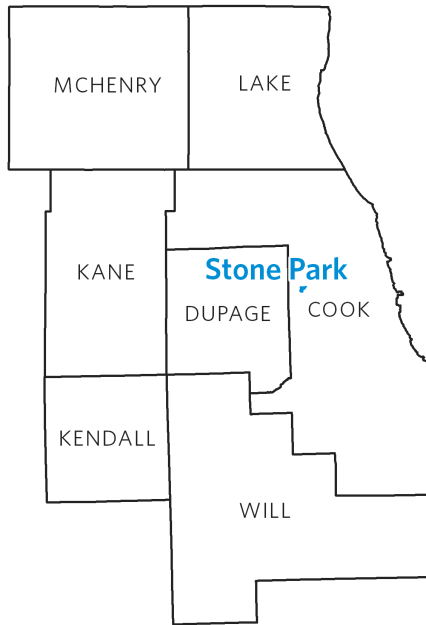 MCHENRY
LAKE
KANE
Stone Park
DUPAGE
COOK
KENDALL
WILL